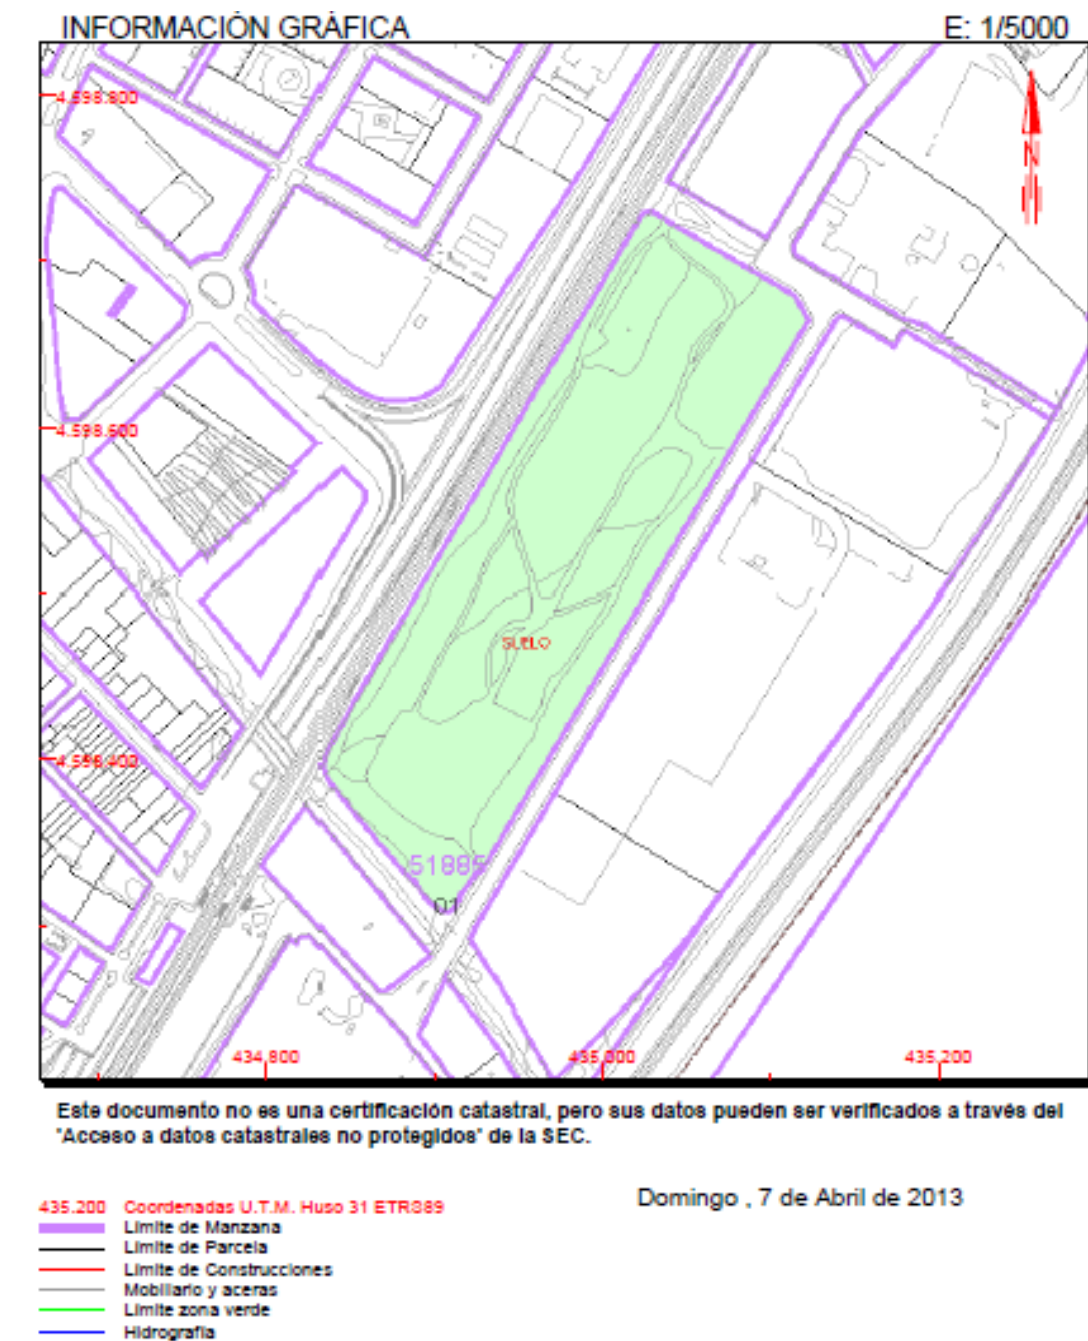 INFORMACIÓN GRÁFICA
E: 1/5000
4.598.800
N
4.598.600
SUELO
4.598.400
51885
01
434,800
435,000
435,200
Este documento no es una certificación catastral, pero sus datos pueden ser verificados a través del
"Acceso a datos catastrales no protegidos" de la SEC.
Domingo , 7 de Abril de 2013
435.200 Coordenadas U.T.M. Huso 31 ETRS89
Límite de Manzana
Límite de Parcela
Límite de Construcciones
Mobiliario y aceras
Límite zona verde
Hidrografía